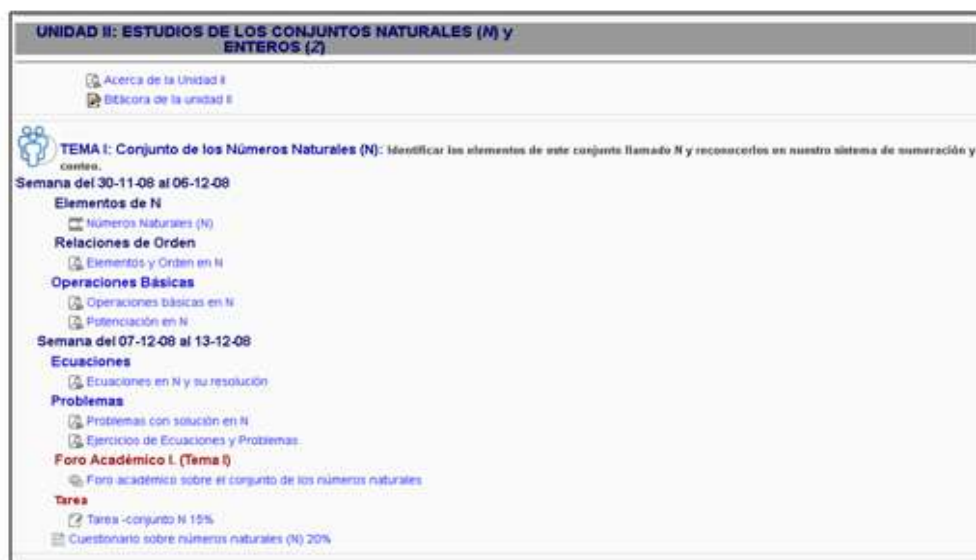 UNIDAD II: ESTUDIOS DE LOS CONJUNTOS NATURALES (N) y
ENTEROS (Z)
Acerca de la Unidad II
Bitácora de la unidad II
TEMA I: Conjunto de los Números Naturales (N): Identificar los elementos de este conjunto llamado N y reconocerlos en nuestro sistema de numeración y
conteo.
Semana del 30-11-08 al 06-12-08
Elementos de N
Números Naturales (N)
Relaciones de Orden
Elementos y Orden en N
Operaciones Básicas
Operaciones básicas en N
Potenciación en N
Semana del 07-12-08 al 13-12-08
Ecuaciones
Ecuaciones en N y su resolución
Problemas
Problemas con solución en N
Ejercicios de Ecuaciones y Problemas
Foro Académico I. (Tema I)
Foro académico sobre el conjunto de los números naturales
Tarea
Tarea -conjunto N 15%
Cuestionario sobre números naturales (N) 20%